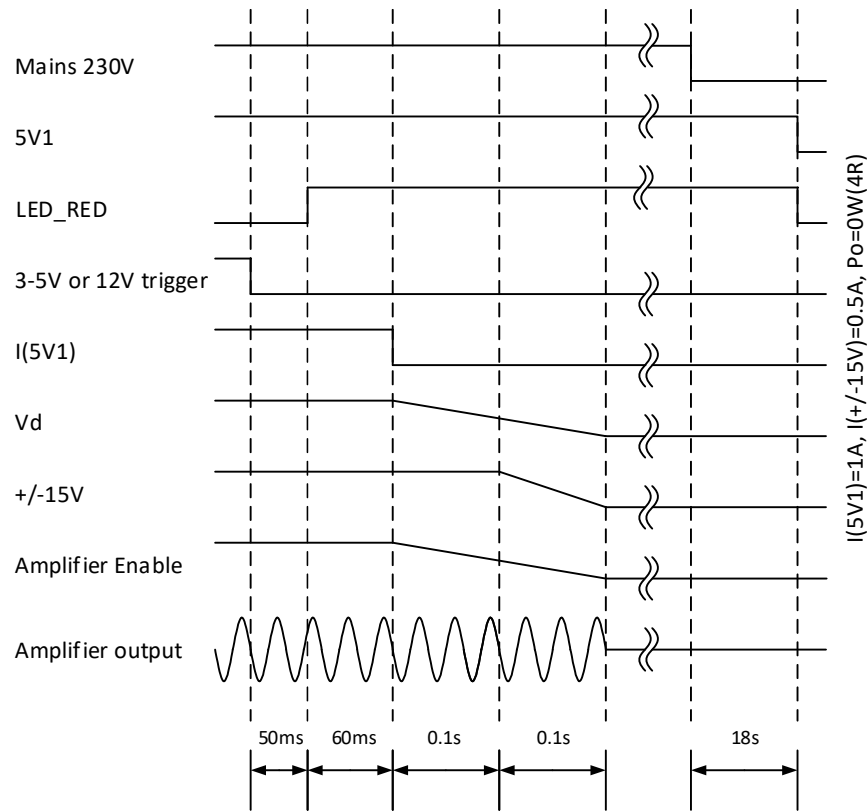 Mains 230V
5V1
LED_RED
3-5V or 12V trigger
I(5V1)
Vd
+/-15V
Amplifier Enable
Amplifier output
50ms
60ms
0.1s
0.1s
18s
I(5V1)=1A, I(+/-15V)=0.5A, Po=0W(4R)